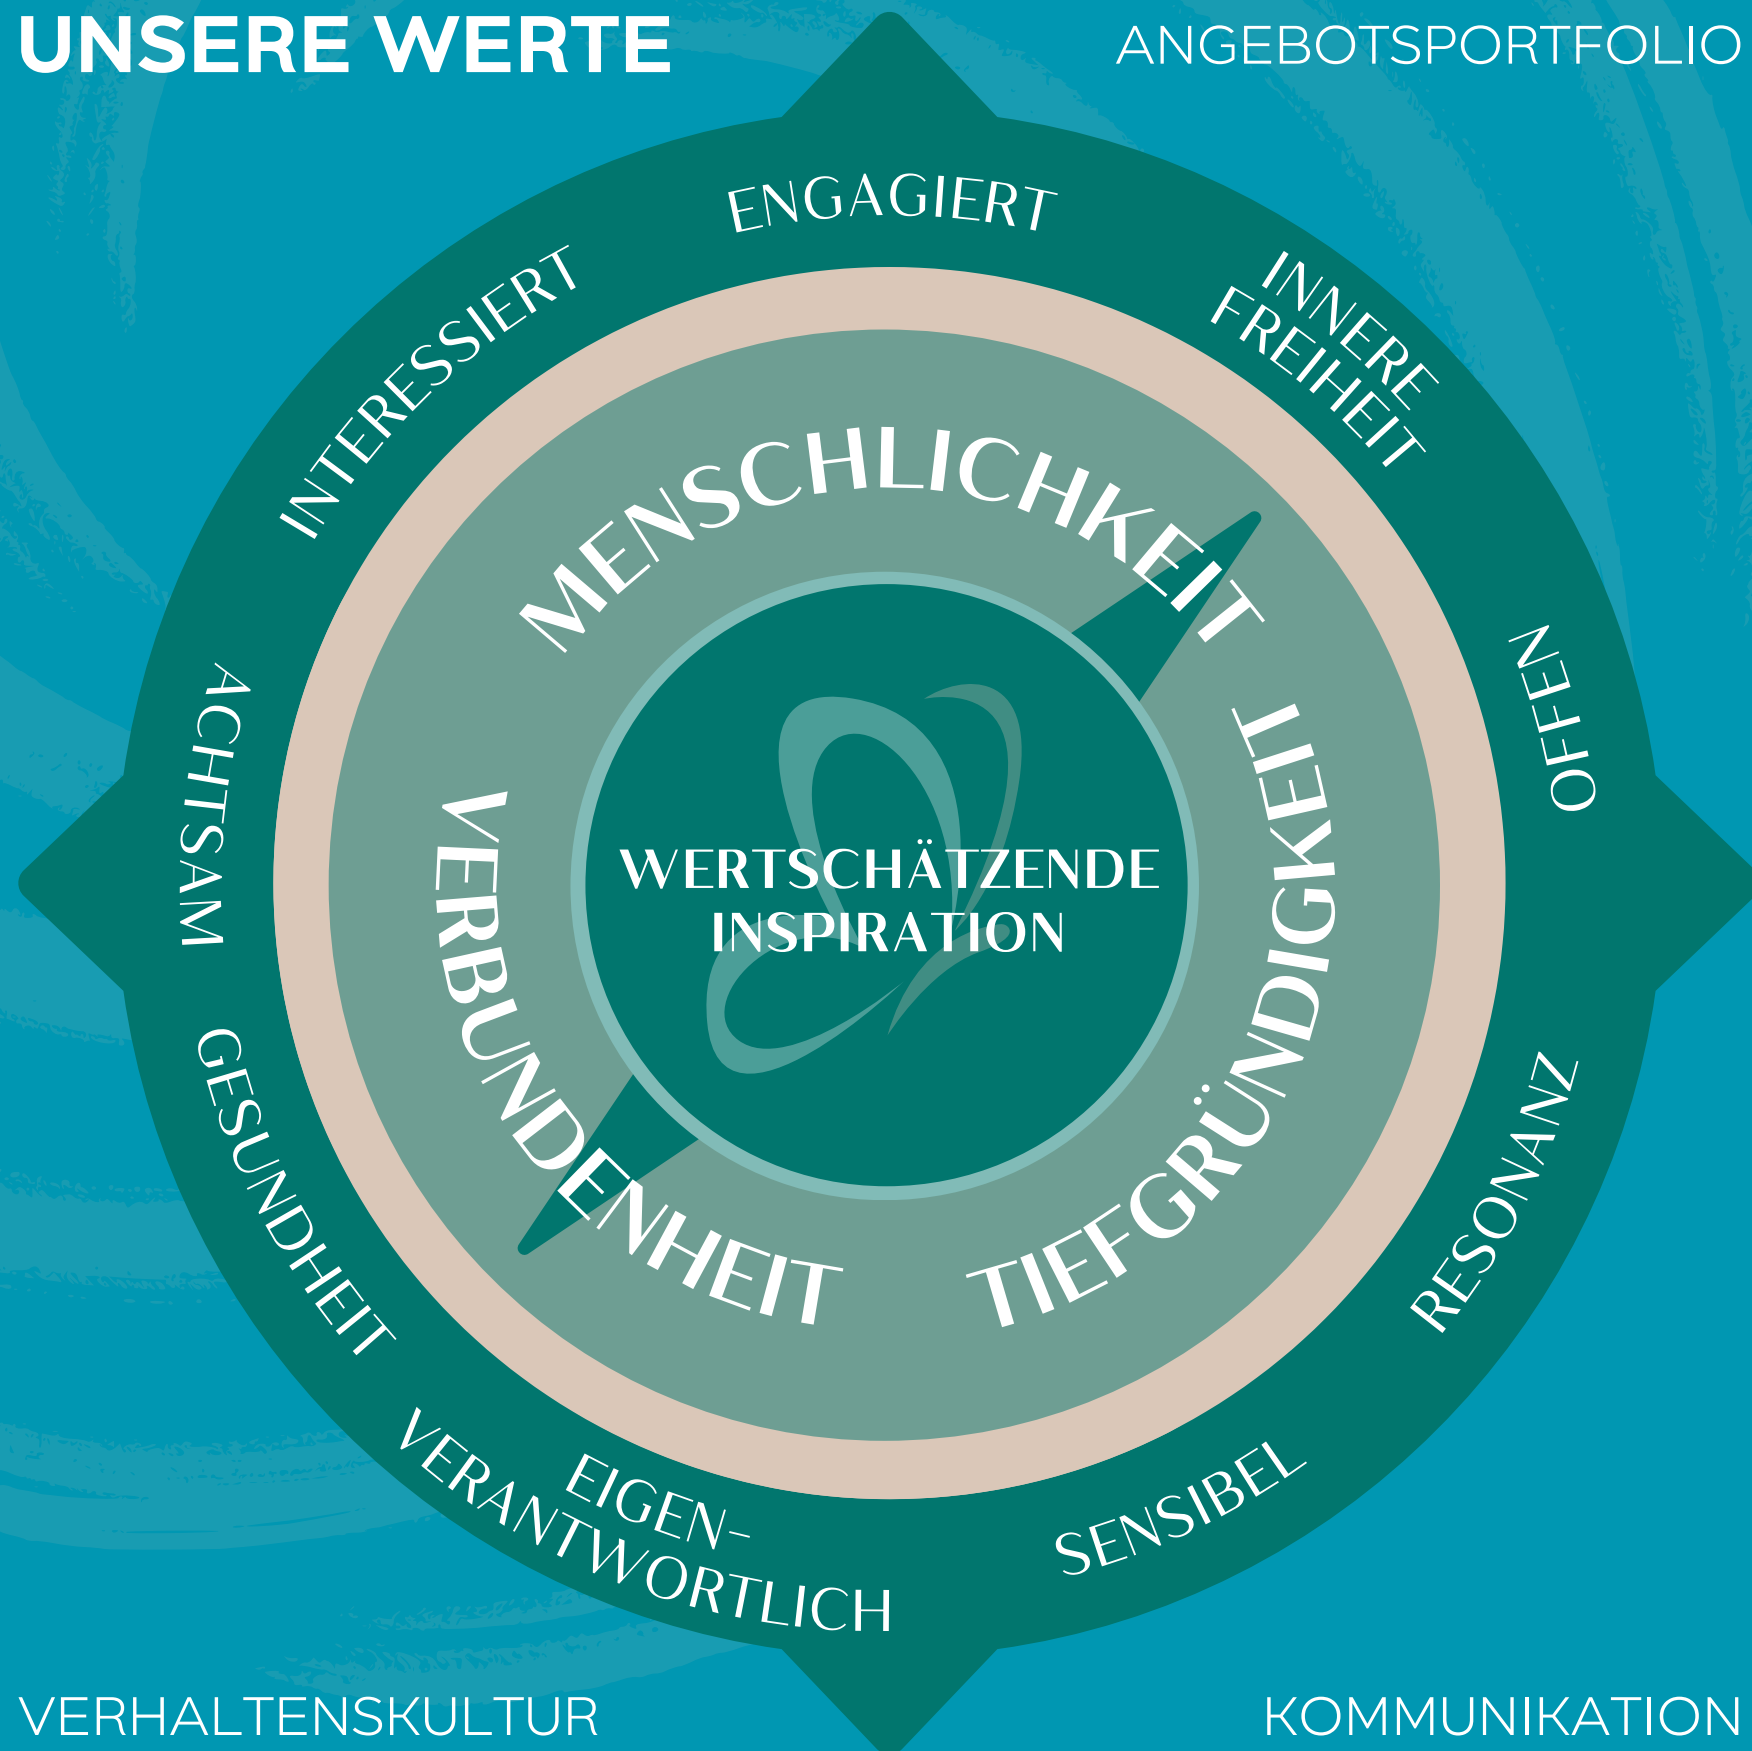 UNSERE WERTE
ANGEBOTSPORTFOLIO
ENGAGIERT
INNERE
FREIHEIT
OFFEN
RESONANZ
SENSIBEL
EIGEN-
VERANTWORTLICH
GESUNDHEIT
ACHTSAM
INTERESSIERT
MENSCHLICHKEIT
TIEFGRÜNDIGKEIT
VERBUNDENHEIT
WERTSCHÄTZENDE
INSPIRATION
VERHALTENSKULTUR
KOMMUNIKATION